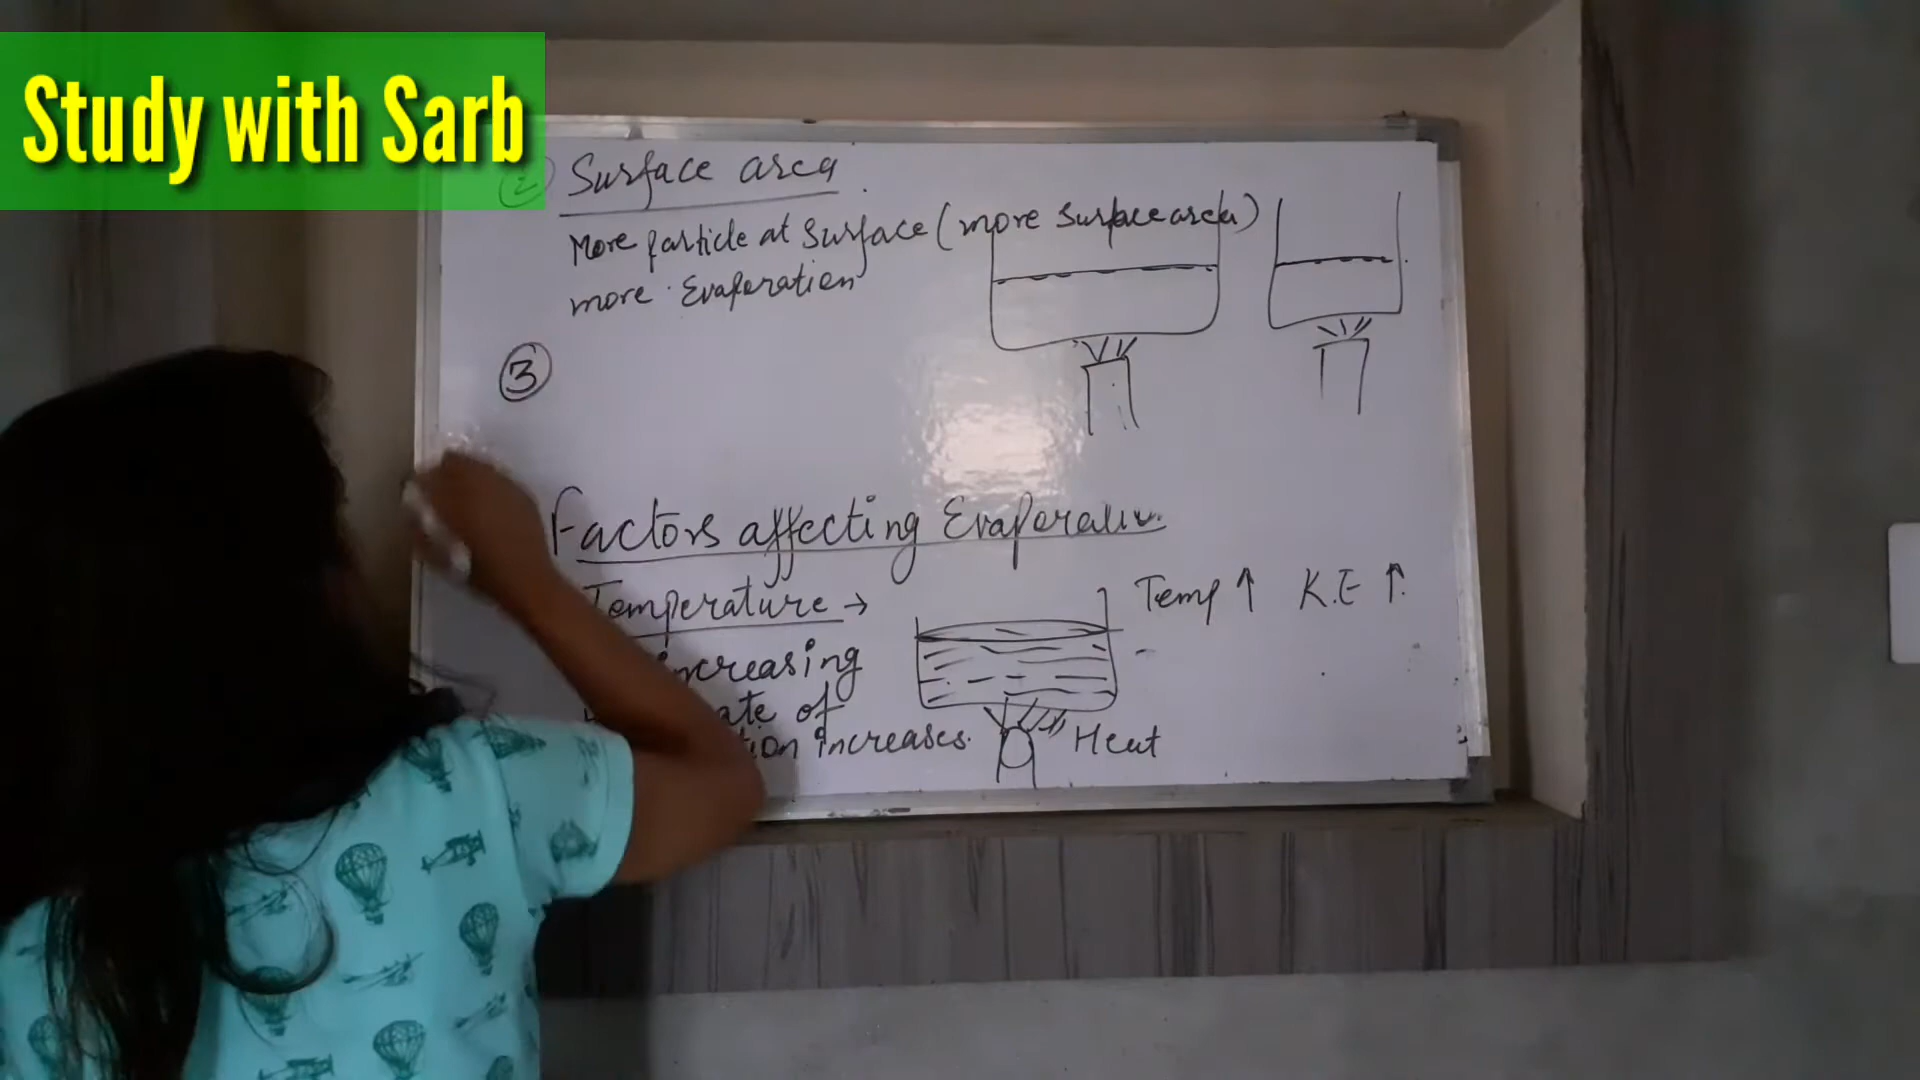 Study with Sarb
2 Surface area
More particle at surface (more surface area)
more Evaporation
3
Factors affecting
Temperature →
Temp ↑ K.E ↑
increasing
of
increases.
Heat